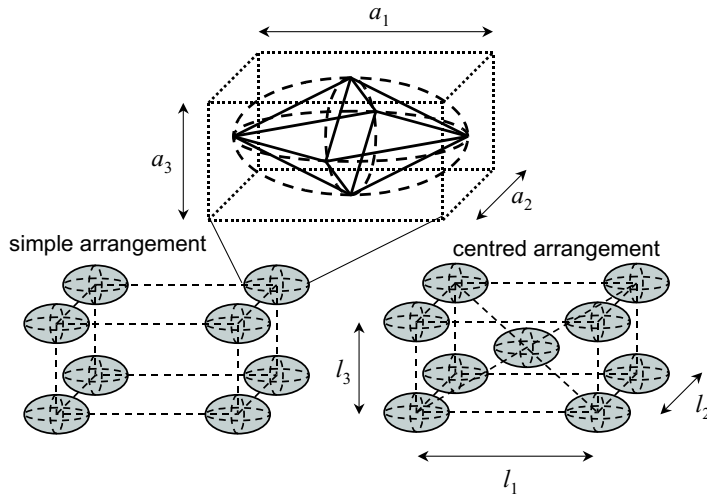 a₁
a₃
a₂
simple arrangement
centred arrangement
l₃
l₂
l₁